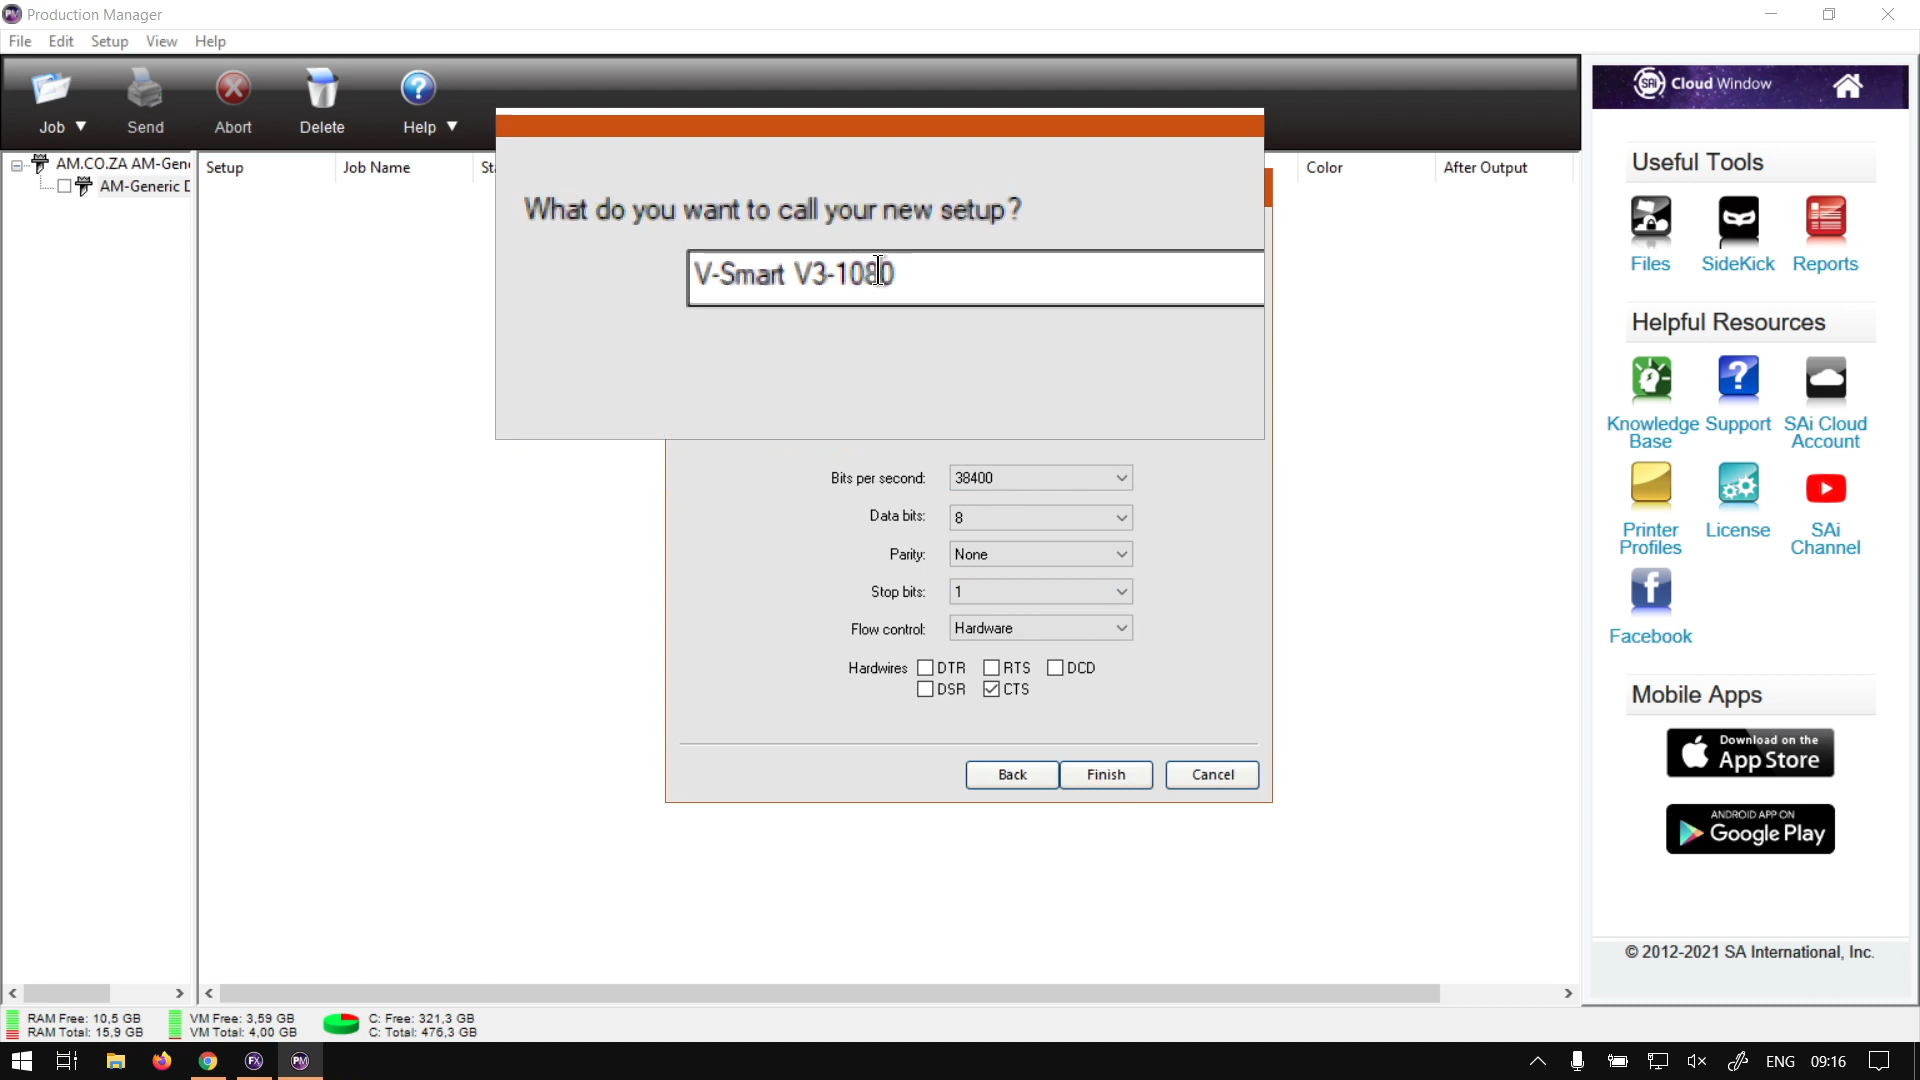 Production Manager
File Edit Setup View Help
Job Send Abort Delete Help
AM.CO.ZA AM-Gen
AM-Generic D
Setup Job Name St Color After Output
What do you want to call your new setup?
V-Smart V3-1080
Bits per second: 38400
Data bits: 8
Parity: None
Stop bits: 1
Flow control: Hardware
Hardwires DTR RTS DCD
DSR CTS
Back Finish Cancel
SAi Cloud Window
Useful Tools
Files SideKick Reports
Helpful Resources
Knowledge Base
Support
SAi Cloud Account
Printer Profiles
License
SAi Channel
Facebook
Mobile Apps
Download on the
App Store
ANDROID APP ON
Google Play
© 2012-2021 SA International, Inc.
RAM Free: 10,5 GB VM Free: 3,59 GB C: Free: 321,3 GB
RAM Total: 15,9 GB VM Total: 4,00 GB C: Total: 476,3 GB
FX PM ENG 09:16